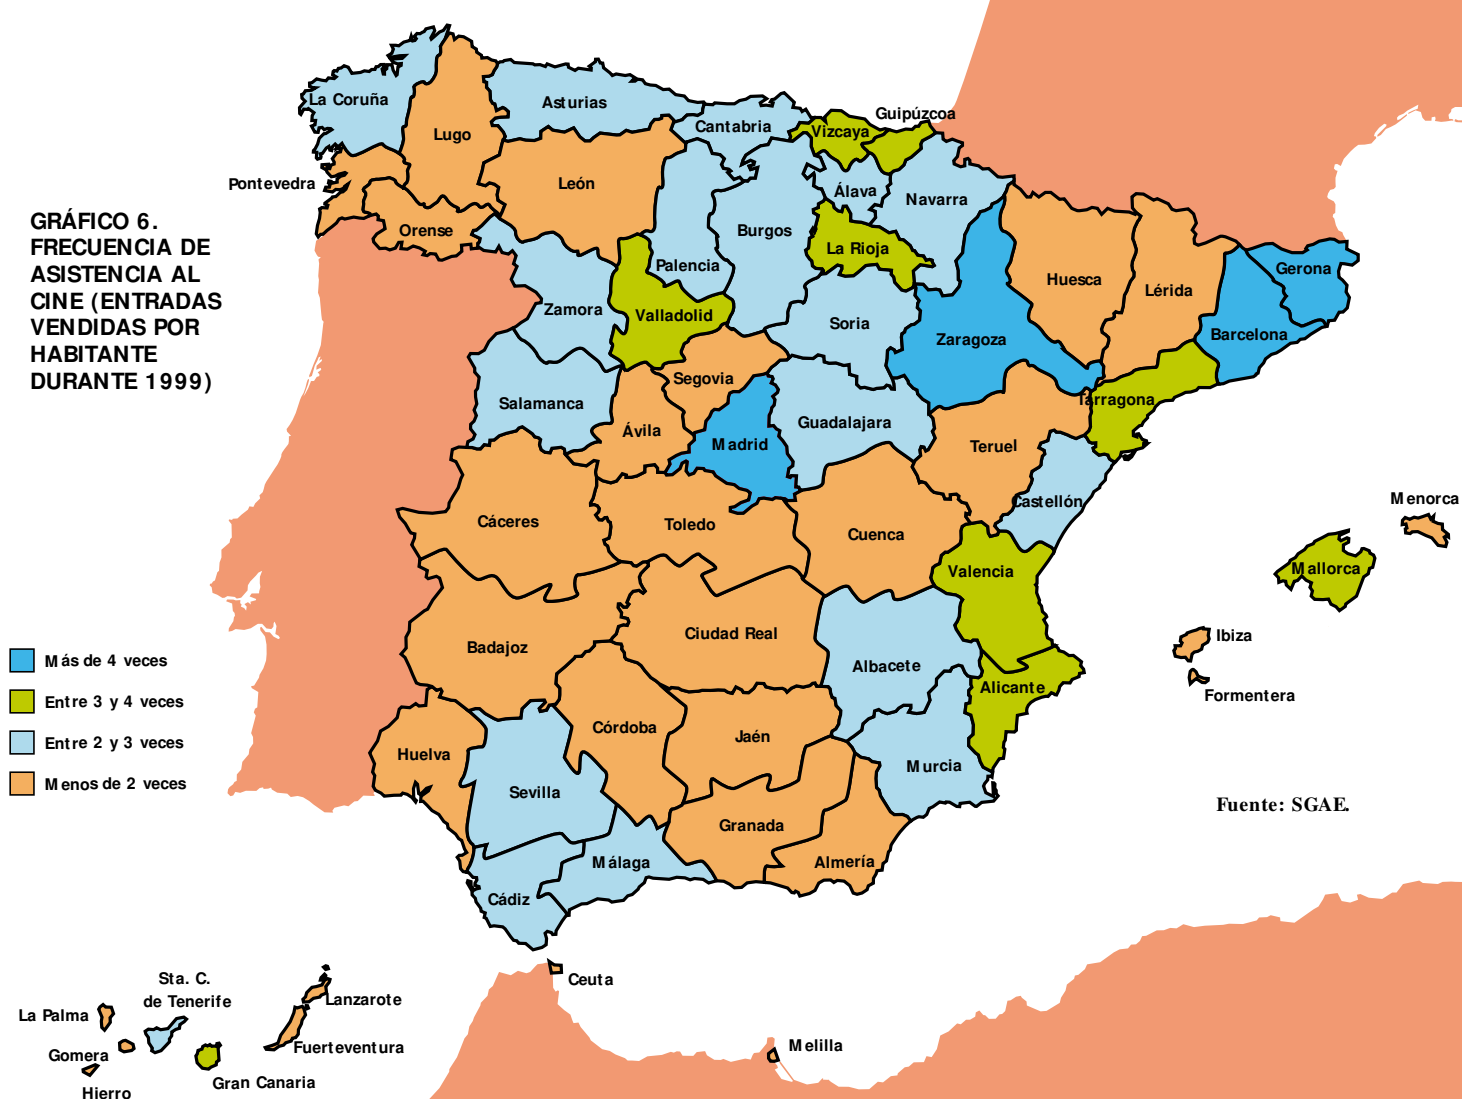 GRÁFICO 6.
FRECUENCIA DE
ASISTENCIA AL
CINE (ENTRADAS
VENDIDAS POR
HABITANTE
DURANTE 1999)
La Coruña
Lugo
Asturias
Cantabria
Vizcaya
Guipúzcoa
Pontevedra
Orense
León
Palencia
Burgos
Álava
Navarra
La Rioja
Huesca
Lérida
Gerona
Barcelona
Zamora
Valladolid
Soria
Zaragoza
Segovia
Salamanca
Ávila
Madrid
Guadalajara
Tarragona
Teruel
Castellón
Cáceres
Toledo
Cuenca
Valencia
Menorca
Mallorca
Ibiza
Formentera
Badajoz
Ciudad Real
Albacete
Alicante
Más de 4 veces
Entre 3 y 4 veces
Entre 2 y 3 veces
Menos de 2 veces
Huelva
Córdoba
Jaén
Murcia
Sevilla
Granada
Almería
Málaga
Cádiz
Fuente: SGAE.
Ceuta
Melilla
Sta. C.
de Tenerife
Lanzarote
La Palma
Gomera
Fuerteventura
Hierro
Gran Canaria